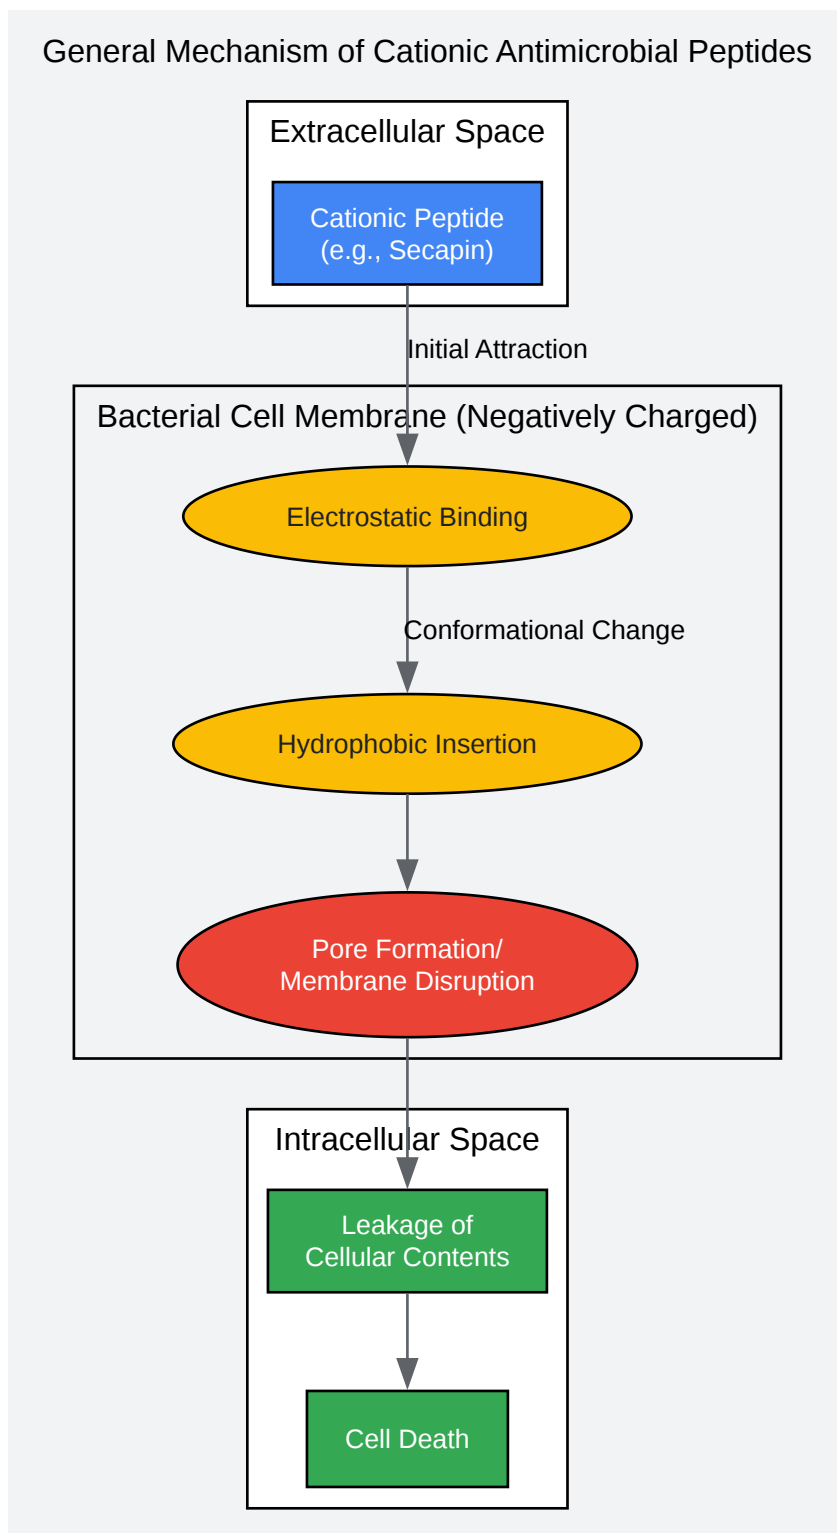 General Mechanism of Cationic Antimicrobial Peptides
Extracellular Space
Cationic Peptide
(e.g., Secapin)
Initial Attraction
Bacterial Cell Membrane (Negatively Charged)
Electrostatic Binding
Conformational Change
Hydrophobic Insertion
Pore Formation/
Membrane Disruption
Intracellular Space
Leakage of
Cellular Contents
Cell Death